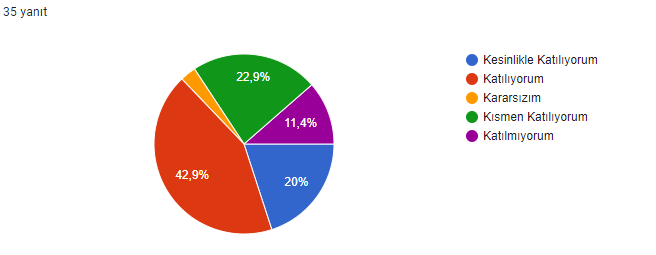 35 yanıt
22,9%
11,4%
42,9%
20%
Kesinlikle Katılıyorum
Katılıyorum
Kararsızım
Kısmen Katılıyorum
Katılmıyorum